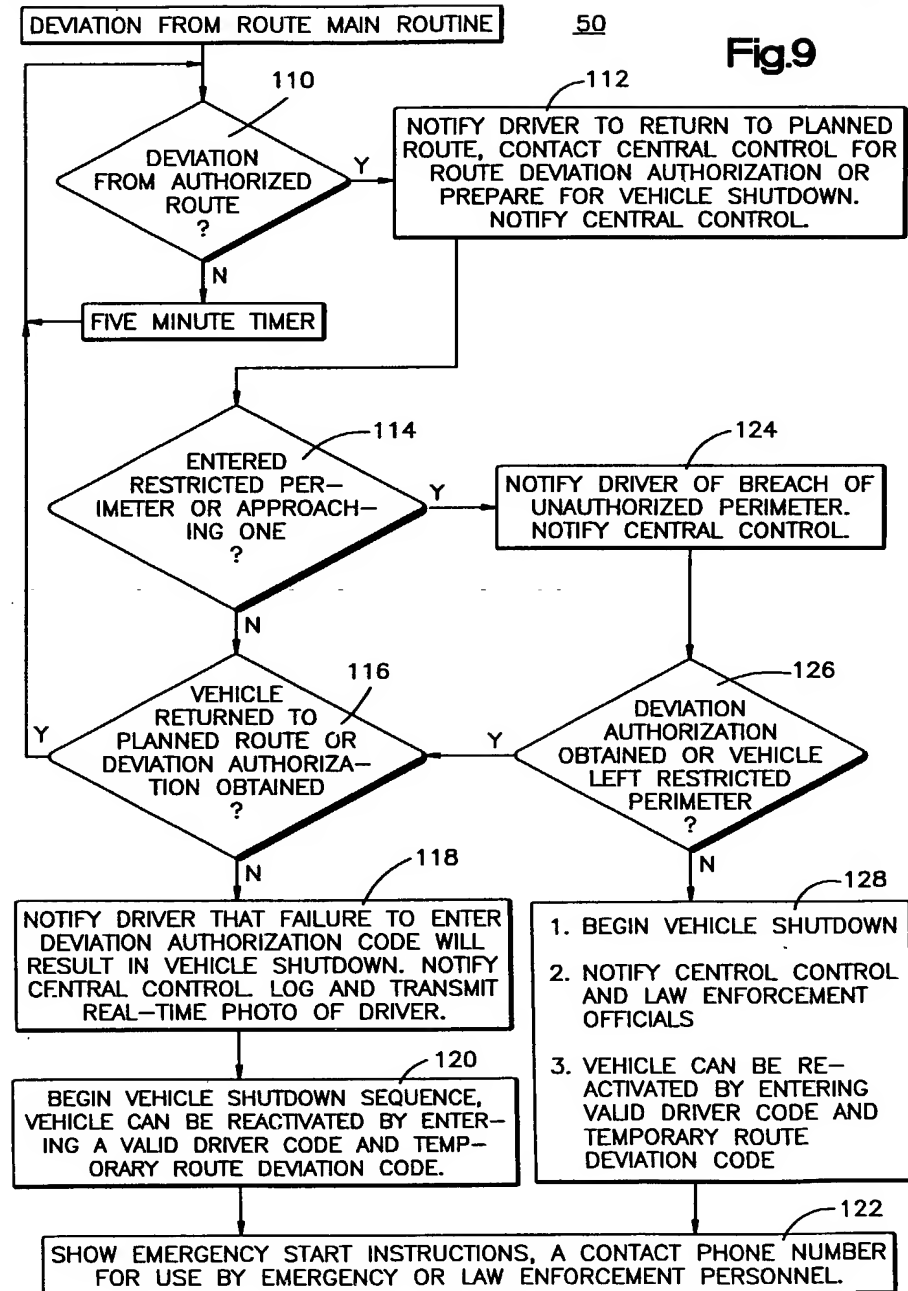 DEVIATION FROM ROUTE MAIN ROUTINE
50
Fig.9
110
DEVIATION
FROM AUTHORIZED
ROUTE
?
Y
N
112
NOTIFY DRIVER TO RETURN TO PLANNED
ROUTE, CONTACT CENTRAL CONTROL FOR
ROUTE DEVIATION AUTHORIZATION OR
PREPARE FOR VEHICLE SHUTDOWN.
NOTIFY CENTRAL CONTROL.
FIVE MINUTE TIMER
114
ENTERED
RESTRICTED PER-
IMETER OR APPROACH-
ING ONE
?
Y
N
124
NOTIFY DRIVER OF BREACH OF
UNAUTHORIZED PERIMETER.
NOTIFY CENTRAL CONTROL.
116
VEHICLE
RETURNED TO
PLANNED ROUTE OR
DEVIATION AUTHORIZA-
TION OBTAINED
?
Y
N
126
DEVIATION
AUTHORIZATION
OBTAINED OR VEHICLE
LEFT RESTRICTED
PERIMETER
?
Y
N
118
NOTIFY DRIVER THAT FAILURE TO ENTER
DEVIATION AUTHORIZATION CODE WILL
RESULT IN VEHICLE SHUTDOWN. NOTIFY
CENTRAL CONTROL LOG AND TRANSMIT
REAL-TIME PHOTO OF DRIVER.
120
BEGIN VEHICLE SHUTDOWN SEQUENCE,
VEHICLE CAN BE REACTIVATED BY ENTER-
ING A VALID DRIVER CODE AND TEMP-
ORARY ROUTE DEVIATION CODE.
128
1. BEGIN VEHICLE SHUTDOWN
2. NOTIFY CENTRAL CONTROL
AND LAW ENFORCEMENT
OFFICIALS
3. VEHICLE CAN BE RE-
ACTIVATED BY ENTERING
VALID DRIVER CODE AND
TEMPORARY ROUTE
DEVIATION CODE
122
SHOW EMERGENCY START INSTRUCTIONS, A CONTACT PHONE NUMBER
FOR USE BY EMERGENCY OR LAW ENFORCEMENT PERSONNEL.